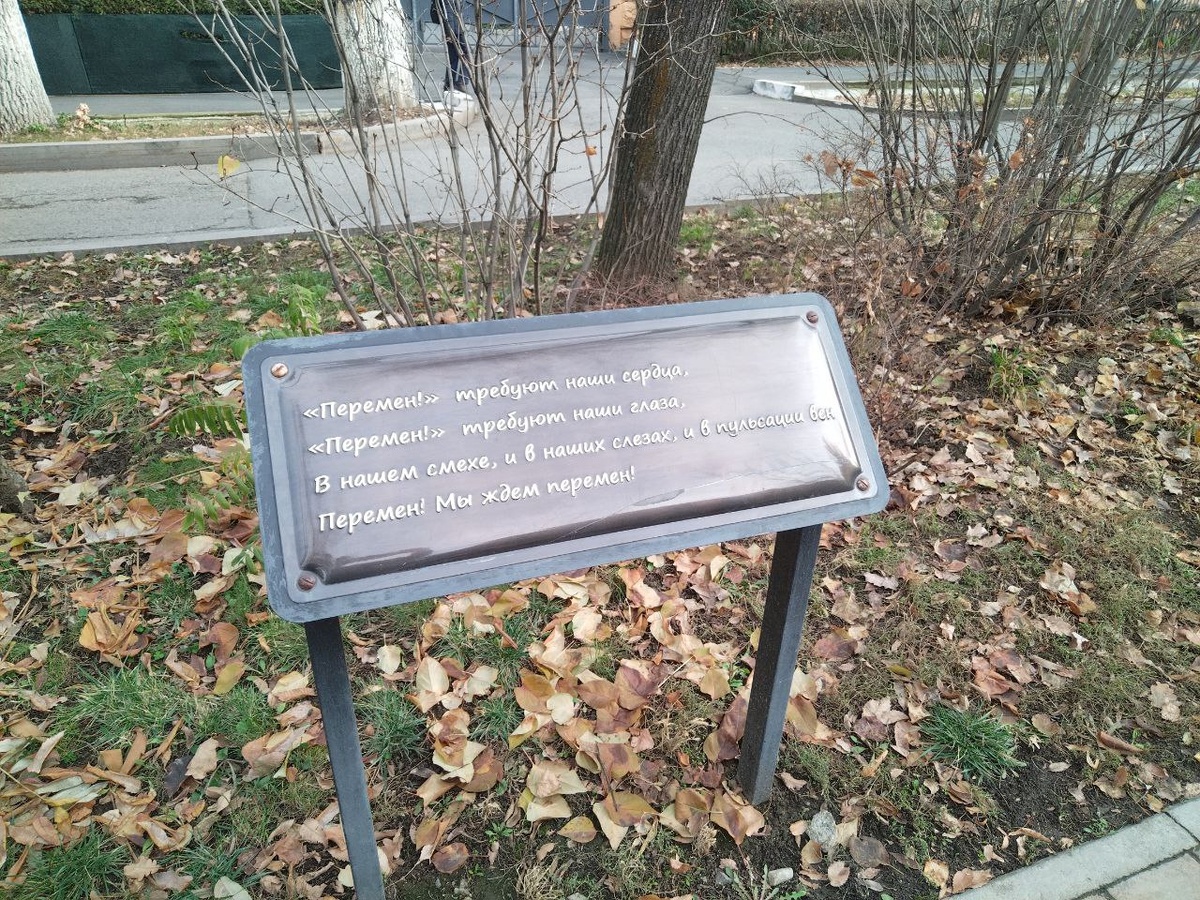 «Перемен!» требуют наши сердца,
«Перемен!» требуют наши глаза,
В нашем смехе, и в наших слезах, и в пульсации вен
Перемен! Мы ждем перемен!